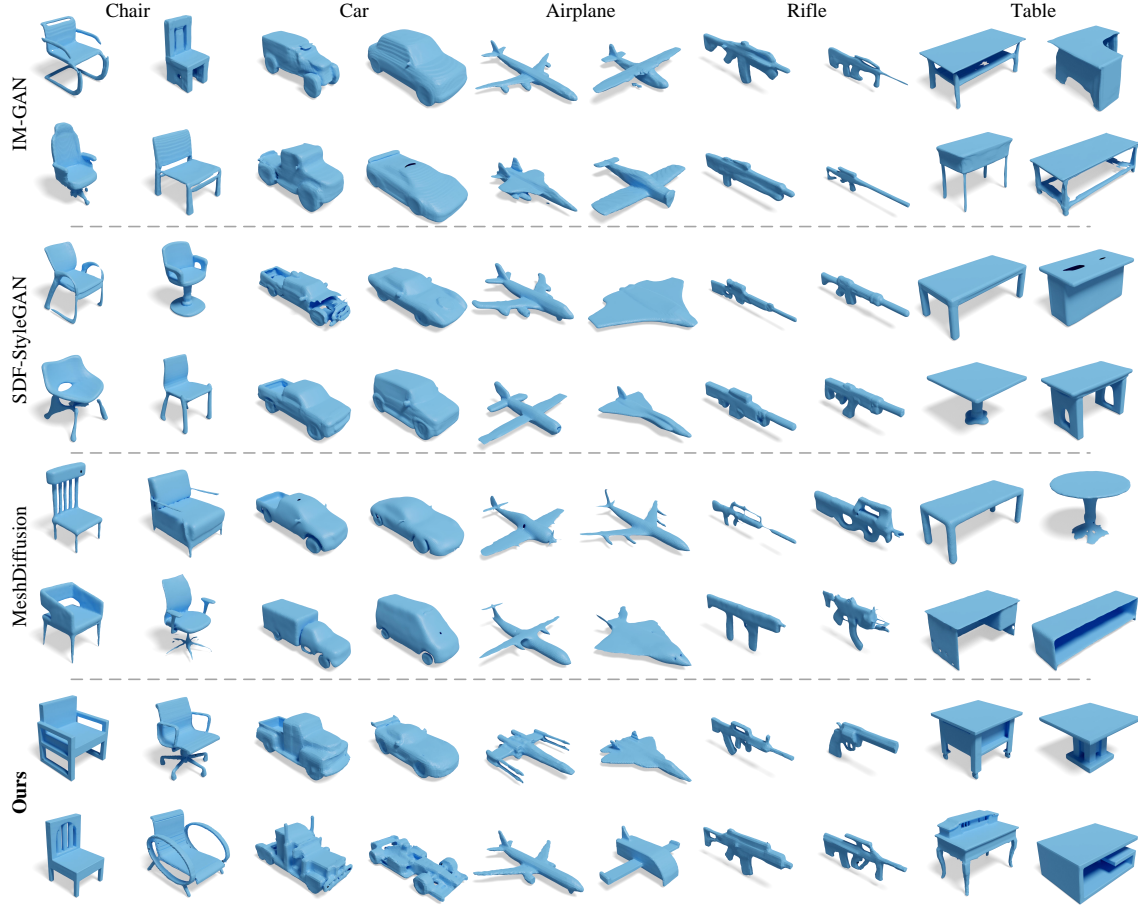 Chair Car Airplane Rifle Table
IM-GAN
SDF-StyleGAN
MeshDiffusion
Ours